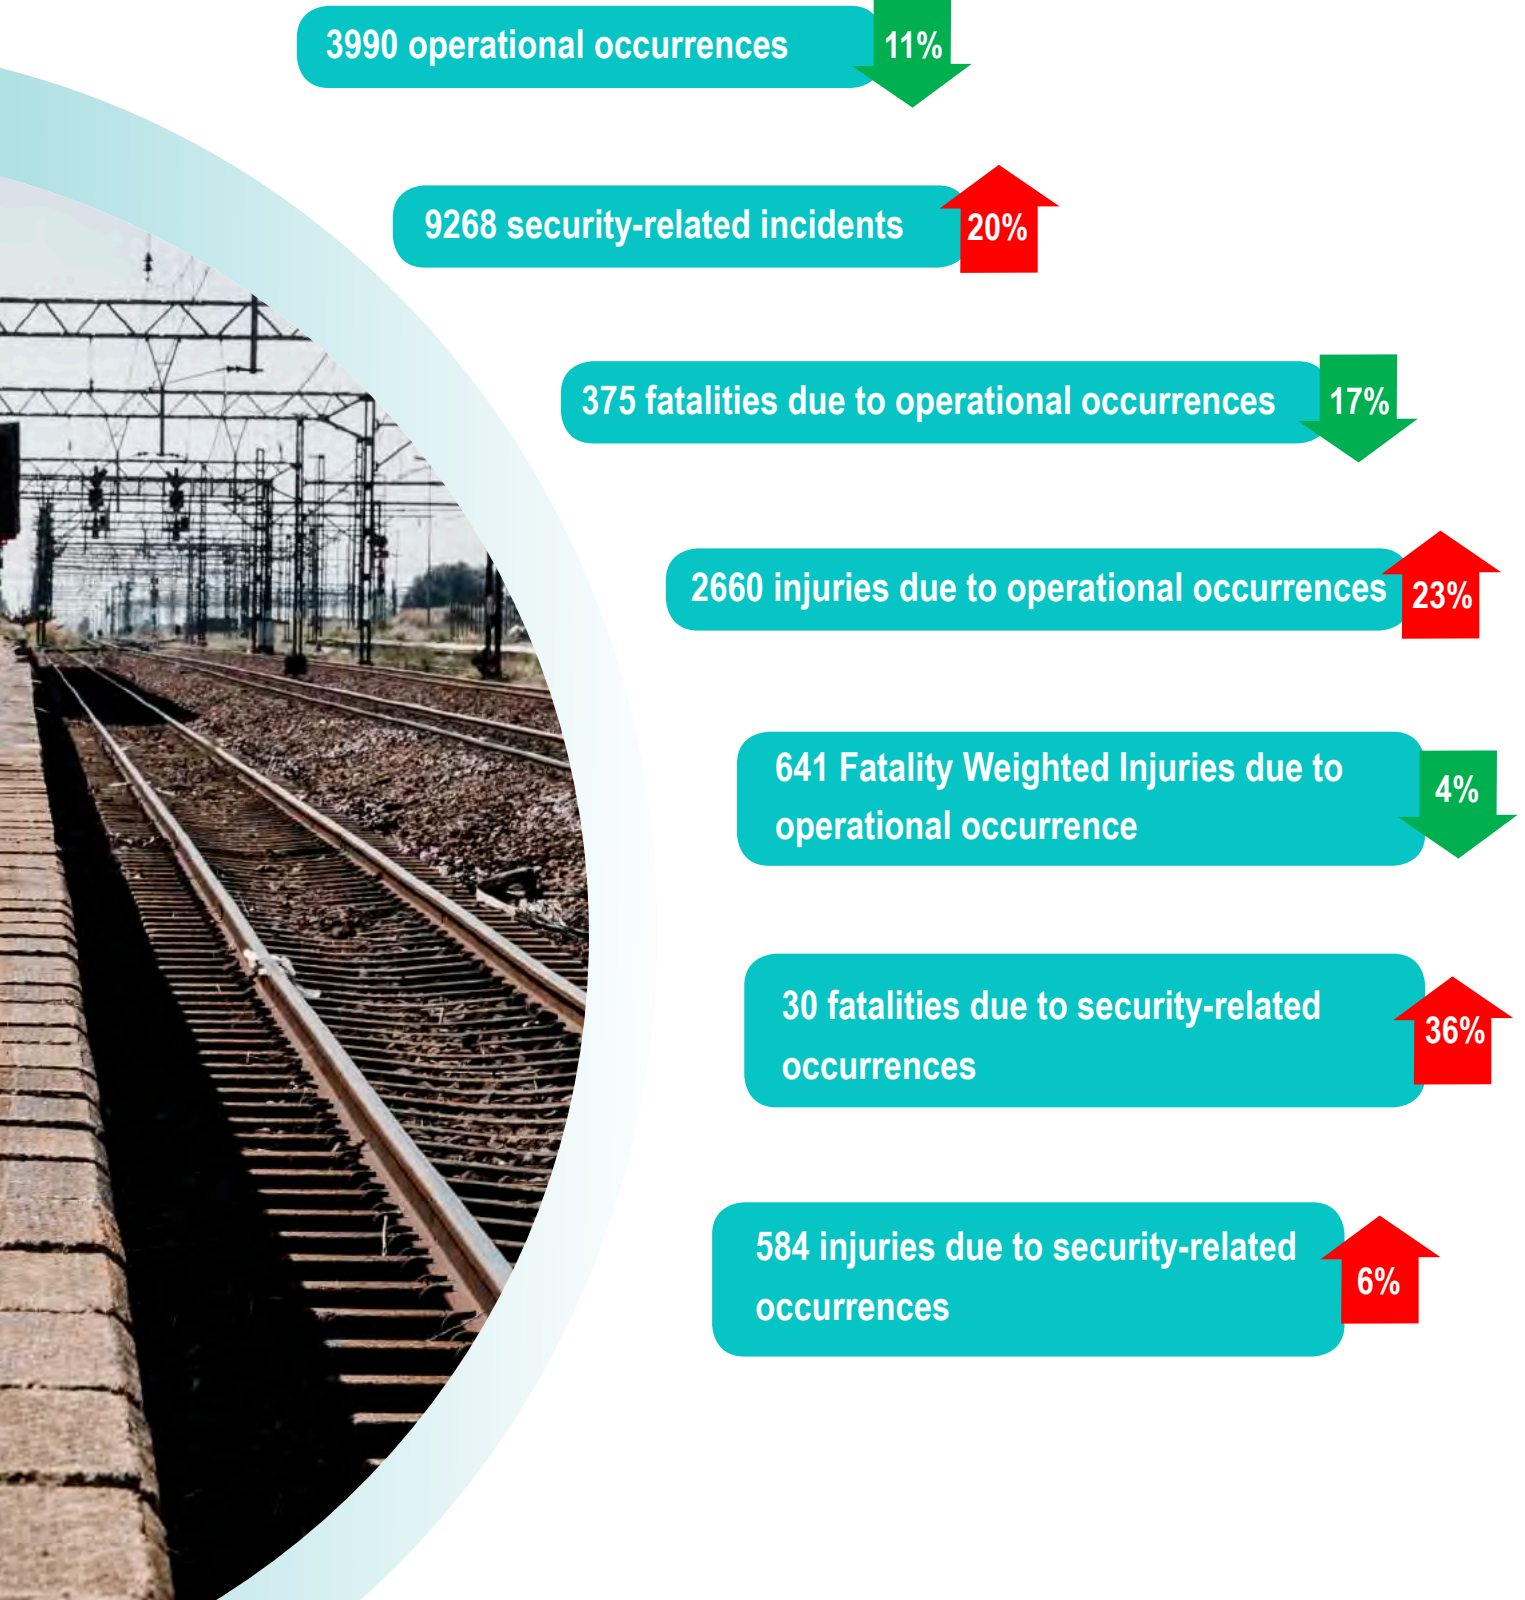 3990 operational occurrences 11%
9268 security-related incidents 20%
375 fatalities due to operational occurrences 17%
2660 injuries due to operational occurrences 23%
641 Fatality Weighted Injuries due to
operational occurrence
4%
30 fatalities due to security-related
occurrences
36%
584 injuries due to security-related
occurrences
6%